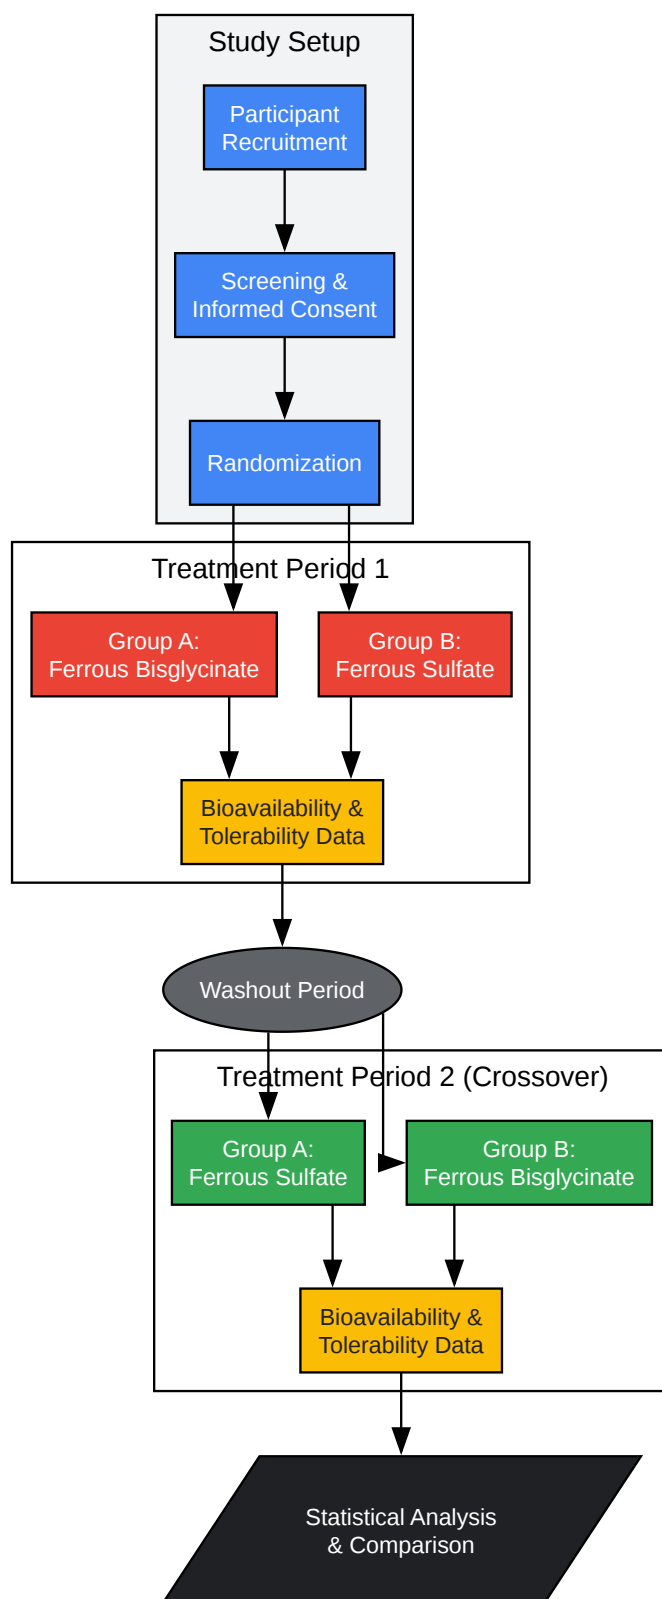 Study Setup
Participant
Recruitment
Screening &
Informed Consent
Randomization
Treatment Period 1
Group A:
Ferrous Bisglycinate
Group B:
Ferrous Sulfate
Bioavailability &
Tolerability Data
Washout Period
Treatment Period 2 (Crossover)
Group A:
Ferrous Sulfate
Group B:
Ferrous Bisglycinate
Bioavailability &
Tolerability Data
Statistical Analysis
& Comparison